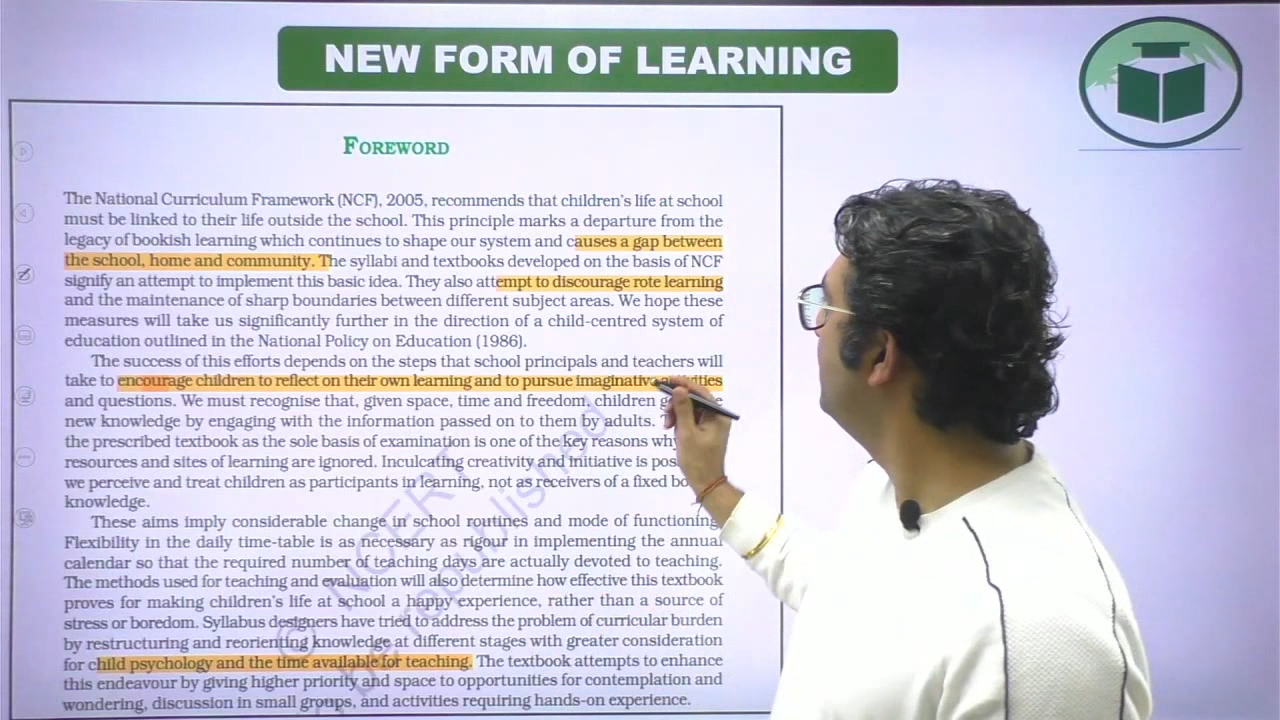 NEW FORM OF LEARNING
FOREWORD
The National Curriculum Framework (NCF), 2005, recommends that children's life at school
must be linked to their life outside the school. This principle marks a departure from the
legacy of bookish learning which continues to shape our system and causes a gap between
the school, home and community. The syllabi and textbooks developed on the basis of NCF
signify an attempt to implement this basic idea. They also attempt to discourage rote learning
and the maintenance of sharp boundaries between different subject areas. We hope these
measures will take us significantly further in the direction of a child-centred system of
education outlined in the National Policy on Education (1986).
The success of this efforts depends on the steps that school principals and teachers will
take to encourage children to reflect on their own learning and to pursue imaginative activities
and questions. We must recognise that, given space, time and freedom, children
new knowledge by engaging with the information passed on to them by adults.
the prescribed textbook as the sole basis of examination is one of the key reasons why
resources and sites of learning are ignored. Inculcating creativity and initiative is
we perceive and treat children as participants in learning, not as receivers of a fixed
knowledge.
These aims imply considerable change in school routines and mode of functioning.
Flexibility in the daily time-table is as necessary as rigour in implementing the annual
calendar so that the required number of teaching days are actually devoted to teaching.
The methods used for teaching and evaluation will also determine how effective this textbook
proves for making children's life at school a happy experience, rather than a source of
stress or boredom. Syllabus designers have tried to address the problem of curricular burden
by restructuring and reorienting knowledge at different stages with greater consideration
for child psychology and the time available for teaching. The textbook attempts to enhance
this endeavour by giving higher priority and space to opportunities for contemplation and
wondering, discussion in small groups, and activities requiring hands-on experience.
© NCERT
be republished